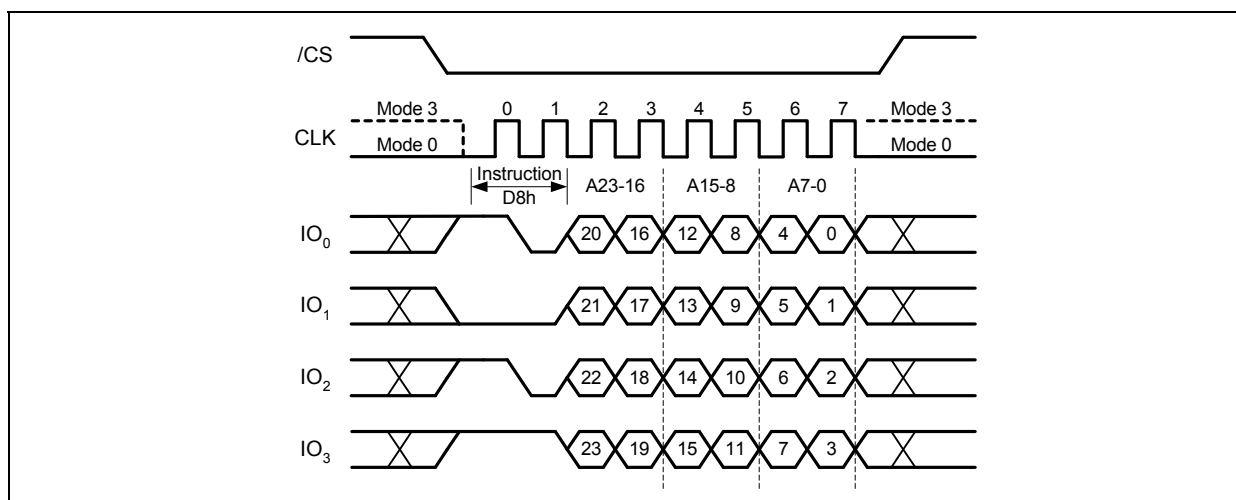 /CS
Mode 3 0 1 2 3 4 5 6 7 Mode 3
CLK Mode 0 Mode 0
Instruction A23-16 A15-8 A7-0
D8h
IO0 20 16 12 8 4 0
IO1 21 17 13 9 5 1
IO2 22 18 14 10 6 2
IO3 23 19 15 11 7 3